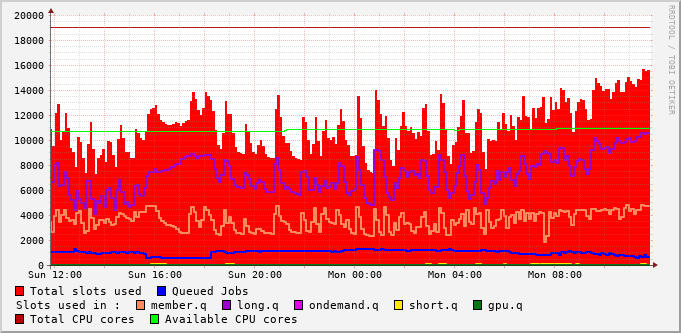 20000
18000
16000
14000
12000
10000
8000
6000
4000
2000
0
Sun 12:00 Sun 16:00 Sun 20:00 Mon 00:00 Mon 04:00 Mon 08:00
RRDTOOL / TOBI OETIKER
Total slots used Queued Jobs
Slots used in : member.q long.q ondemand.q short.q gpu.q
Total CPU cores Available CPU cores